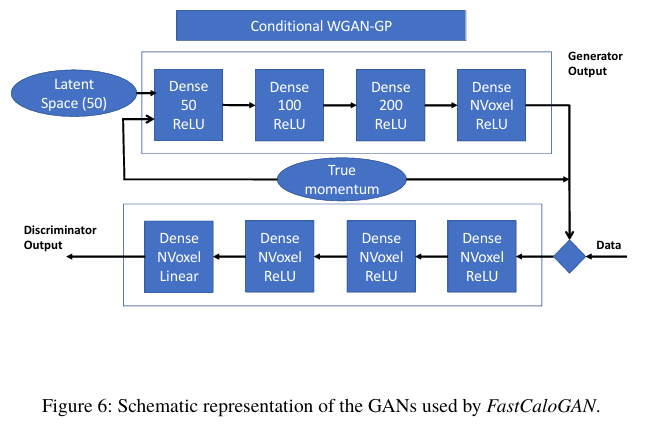 Conditional WGAN-GP
Generator
Output
Latent
Space (50)
Dense
50
ReLU
Dense
100
ReLU
Dense
200
ReLU
Dense
NVoxel
ReLU
True
momentum
Discriminator
Output
Dense
NVoxel
Linear
Dense
NVoxel
ReLU
Dense
NVoxel
ReLU
Dense
NVoxel
ReLU
Data
Figure 6: Schematic representation of the GANs used by FastCaloGAN.